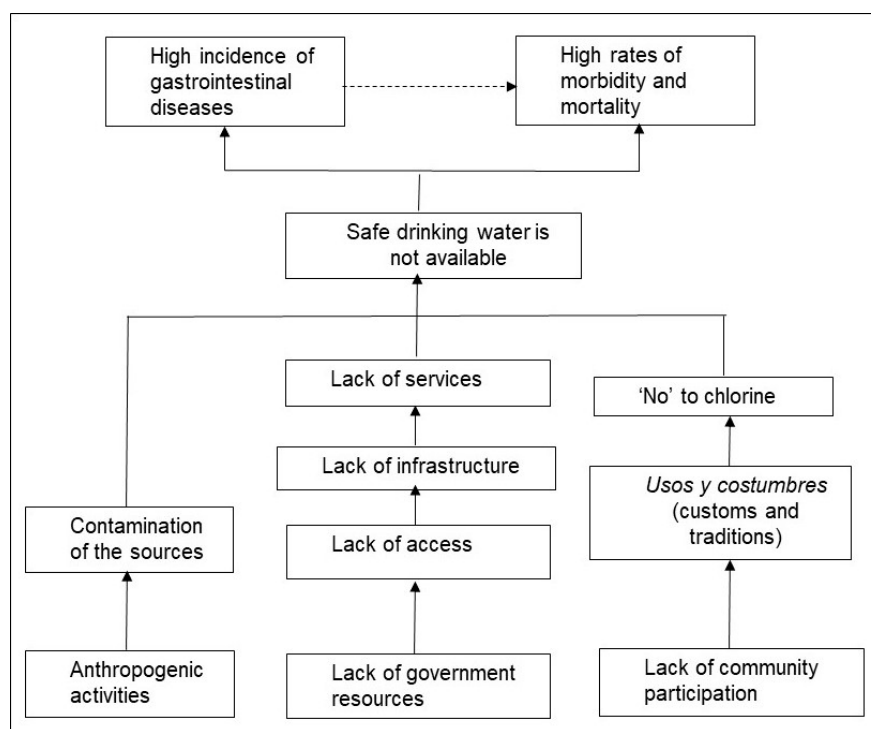 High incidence of
gastrointestinal
diseases
High rates of
morbidity and
mortality
Safe drinking water is
not available
Lack of services
'No' to chlorine
Lack of infrastructure
Usos y costumbres
(customs and
traditions)
Contamination
of the sources
Lack of access
Anthropogenic
activities
Lack of government
resources
Lack of community
participation